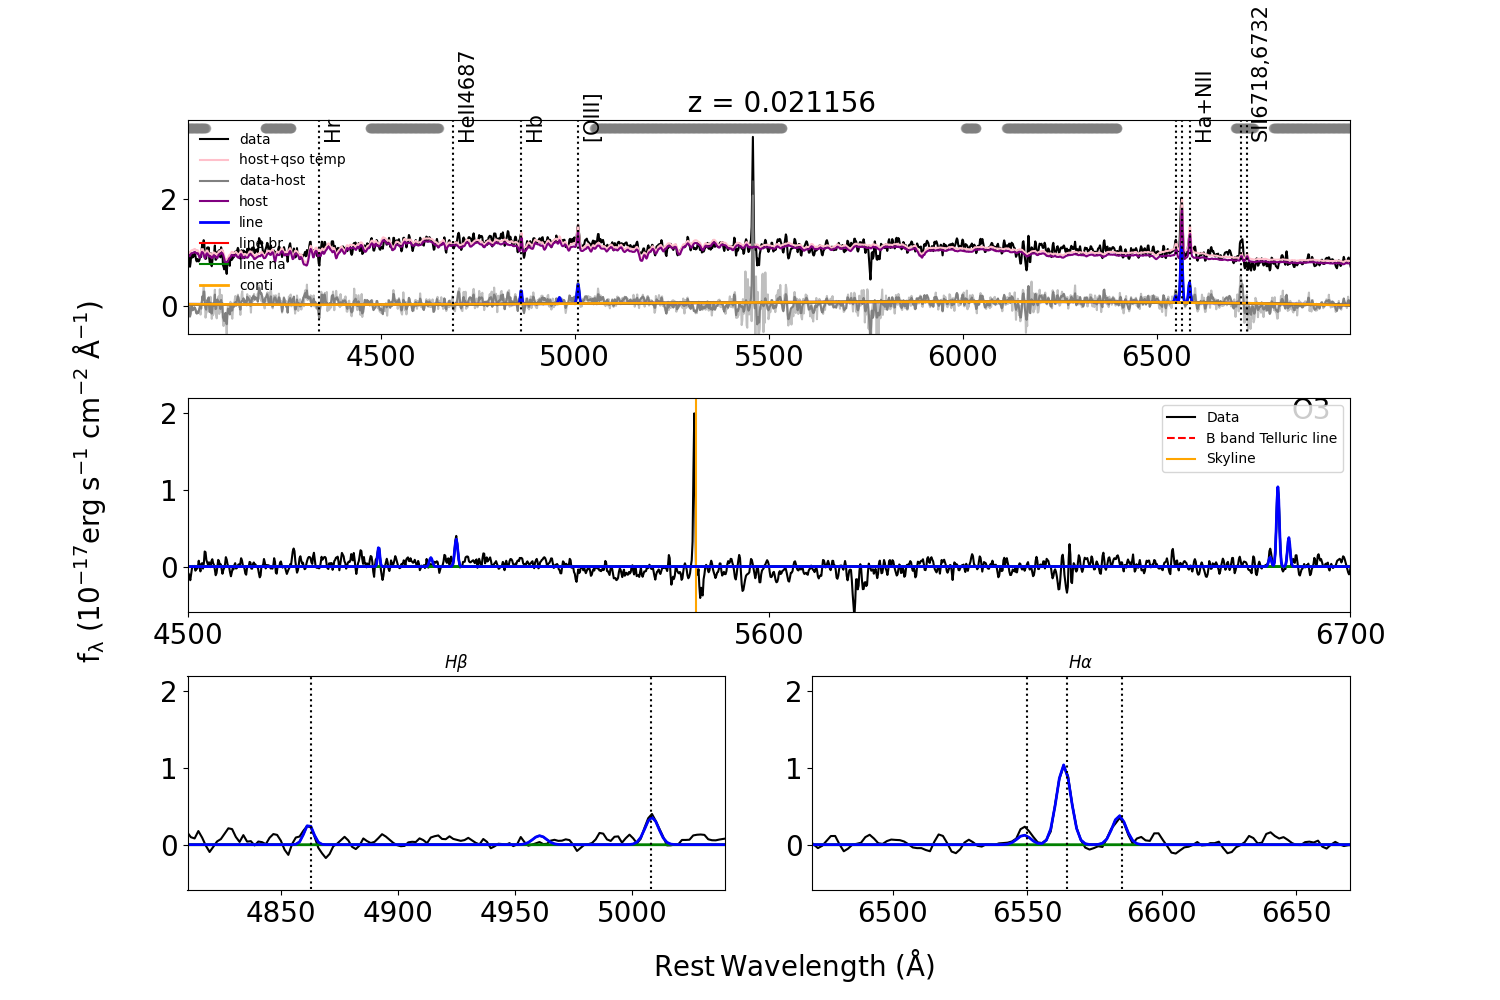 z = 0.021156
Hr
HeII4687
Hb
[OIII]
Ha+NII
SII6718,6732
data
host+qso temp
data-host
host
line
line br
line na
conti
2
0
4500
5000
5500
6000
6500
fλ (10⁻¹⁷erg s⁻¹ cm⁻² Å⁻¹)
O3
Data
B band Telluric line
Skyline
2
1
0
4500
5600
6700
Hβ
2
1
0
4850
4900
4950
5000
Hα
2
1
0
6500
6550
6600
6650
Rest Wavelength (Å)